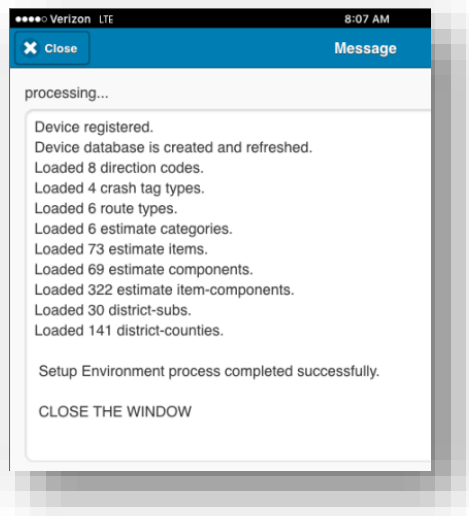 Verizon LTE 8:07 AM
Close Message
processing...
Device registered.
Device database is created and refreshed.
Loaded 8 direction codes.
Loaded 4 crash tag types.
Loaded 6 route types.
Loaded 6 estimate categories.
Loaded 73 estimate items.
Loaded 69 estimate components.
Loaded 322 estimate item-components.
Loaded 30 district-subs.
Loaded 141 district-counties.
Setup Environment process completed successfully.
CLOSE THE WINDOW